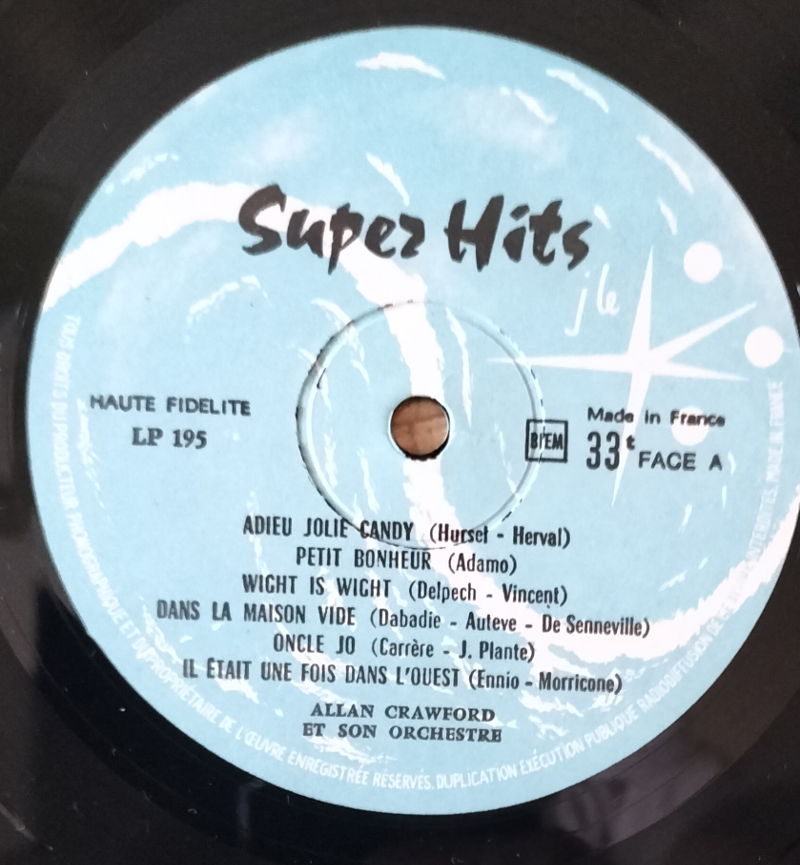 Super Hits
jle
HAUTE FIDELITE
LP 195
BIEM
Made in France
33t FACE A
ADIEU JOLIE CANDY (Hurset - Herval)
PETIT BONHEUR (Adamo)
WIGHT IS WIGHT (Delpech - Vincent)
DANS LA MAISON VIDE (Dabadie - Auteve - De Senneville)
ONCLE JO (Carrère - J. Plante)
IL ÉTAIT UNE FOIS DANS L'OUEST (Ennio - Morricone)
ALLAN CRAWFORD
ET SON ORCHESTRE
TOUS DROITS DU PRODUCTEUR PHONOGRAPHIQUE ET DU PROPRIÉTAIRE DE L'ŒUVRE ENREGISTRÉE RÉSERVÉS. DUPLICATION EXÉCUTION PUBLIQUE RADIODIFFUSION DE INTERDITES. MADE IN FRANCE